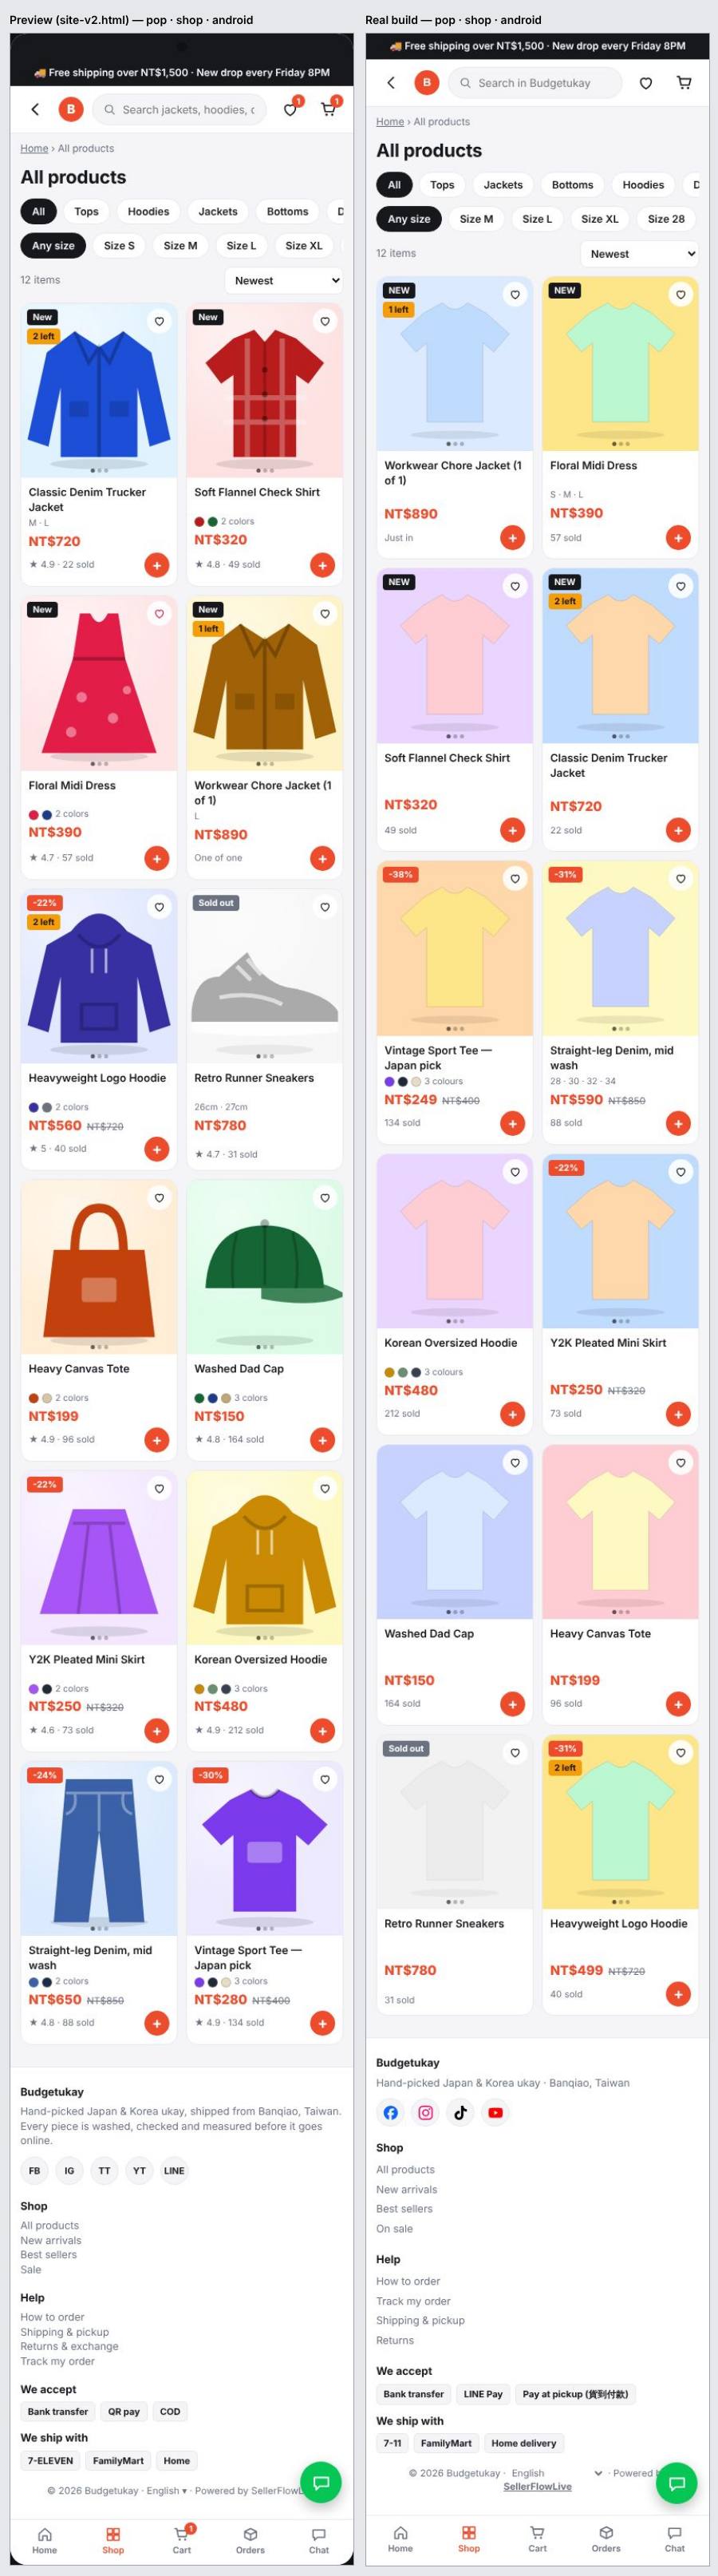 Preview (site-v2.html) — pop · shop · android
🚚 Free shipping over NT$1,500 · New drop every Friday 8PM
B
Search jackets, hoodies, c
1
1
Home › All products
All products
All Tops Hoodies Jackets Bottoms D
Any size Size S Size M Size L Size XL
12 items
Newest
New
2 left
New
Classic Denim Trucker
Jacket
M · L
NT$720
★ 4.9 · 22 sold
+
Soft Flannel Check Shirt
2 colors
NT$320
★ 4.8 · 49 sold
+
New
New
1 left
Floral Midi Dress
2 colors
NT$390
★ 4.7 · 57 sold
+
Workwear Chore Jacket (1
of 1)
L
NT$890
One of one
+
-22%
2 left
Sold out
Heavyweight Logo Hoodie
2 colors
NT$560 NT$720
★ 5 · 40 sold
+
Retro Runner Sneakers
26cm · 27cm
NT$780
★ 4.7 · 31 sold
Heavy Canvas Tote
2 colors
NT$199
★ 4.9 · 96 sold
+
Washed Dad Cap
3 colors
NT$150
★ 4.8 · 164 sold
+
-22%
Y2K Pleated Mini Skirt
2 colors
NT$250 NT$320
★ 4.6 · 73 sold
+
Korean Oversized Hoodie
3 colors
NT$480
★ 4.9 · 212 sold
+
-24%
-30%
Straight-leg Denim, mid
wash
2 colors
NT$650 NT$850
★ 4.8 · 88 sold
+
Vintage Sport Tee —
Japan pick
3 colors
NT$280 NT$400
★ 4.9 · 134 sold
+
Budgetukay
Hand-picked Japan & Korea ukay, shipped from Banqiao, Taiwan.
Every piece is washed, checked and measured before it goes
online.
FB IG TT YT LINE
Shop
All products
New arrivals
Best sellers
Sale
Help
How to order
Shipping & pickup
Returns & exchange
Track my order
We accept
Bank transfer QR pay COD
We ship with
7-ELEVEN FamilyMart Home
© 2026 Budgetukay · English ▾ · Powered by SellerFlowL
1
Home Shop Cart Orders Chat
Real build — pop · shop · android
🚚 Free shipping over NT$1,500 · New drop every Friday 8PM
B
Search in Budgetukay
Home › All products
All products
All Tops Jackets Bottoms Hoodies D
Any size Size M Size L Size XL Size 28
12 items
Newest
NEW
1 left
NEW
Workwear Chore Jacket (1
of 1)
NT$890
Just in
+
Floral Midi Dress
S · M · L
NT$390
57 sold
+
NEW
NEW
2 left
Soft Flannel Check Shirt
NT$320
49 sold
+
Classic Denim Trucker
Jacket
NT$720
22 sold
+
-38%
-31%
Vintage Sport Tee —
Japan pick
3 colours
NT$249 NT$400
134 sold
+
Straight-leg Denim, mid
wash
28 · 30 · 32 · 34
NT$590 NT$850
88 sold
+
-22%
Korean Oversized Hoodie
3 colours
NT$480
212 sold
+
Y2K Pleated Mini Skirt
NT$250 NT$320
73 sold
+
Washed Dad Cap
NT$150
164 sold
+
Heavy Canvas Tote
NT$199
96 sold
+
Sold out
-31%
2 left
Retro Runner Sneakers
NT$780
31 sold
Heavyweight Logo Hoodie
NT$499 NT$720
40 sold
+
Budgetukay
Hand-picked Japan & Korea ukay · Banqiao, Taiwan
Shop
All products
New arrivals
Best sellers
On sale
Help
How to order
Track my order
Shipping & pickup
Returns
We accept
Bank transfer LINE Pay Pay at pickup (貨到付款)
We ship with
7-11 FamilyMart Home delivery
© 2026 Budgetukay · English · Powered
SellerFlowLive
Home Shop Cart Orders Chat